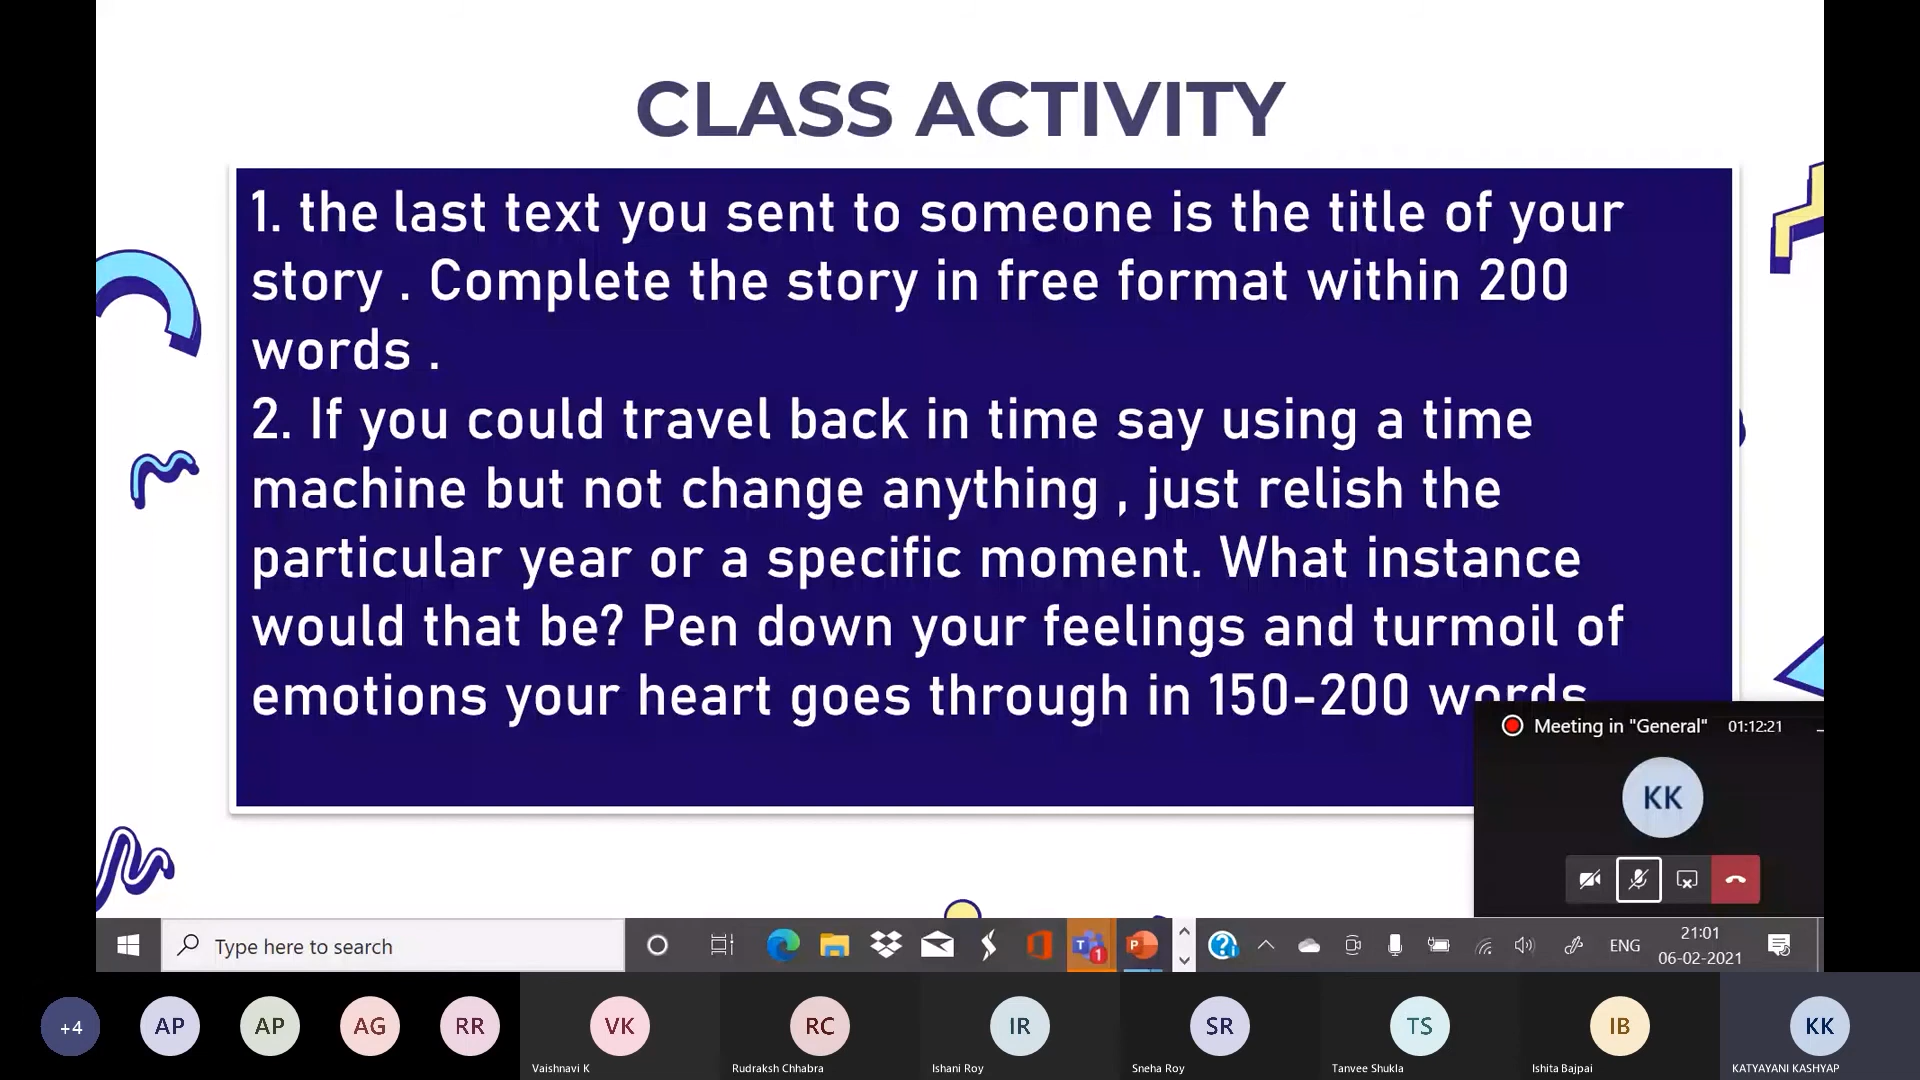 CLASS ACTIVITY
1. the last text you sent to someone is the title of your
story . Complete the story in free format within 200
words .
2. If you could travel back in time say using a time
machine but not change anything , just relish the
particular year or a specific moment. What instance
would that be? Pen down your feelings and turmoil of
emotions your heart goes through in 150-200 words
Meeting in "General" 01:12:21
KK
Type here to search
T
1
P
ENG
21:01
06-02-2021
+4
AP
AP
AG
RR
VK
RC
IR
SR
TS
IB
KK
Vaishnavi K
Rudraksh Chhabra
Ishani Roy
Sneha Roy
Tanvee Shukla
Ishita Bajpai
KATYAYANI KASHYAP